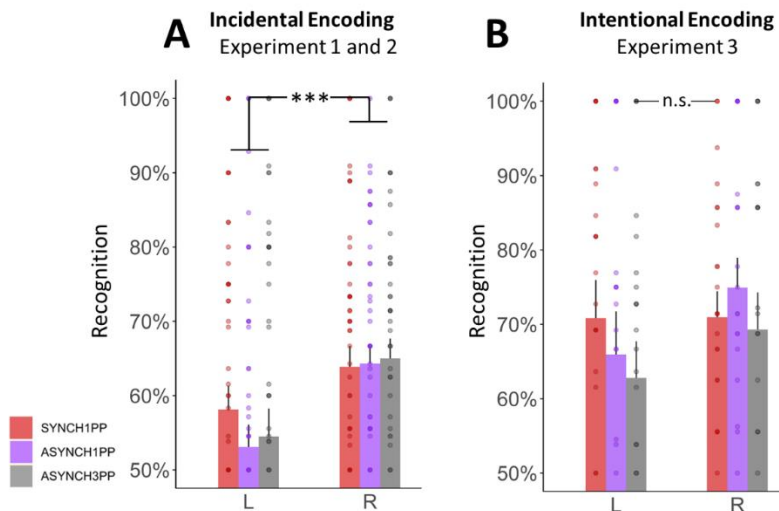 A
Incidental Encoding
Experiment 1 and 2
Recognition
100%
90%
80%
70%
60%
50%
***
L
R
SYNCH1PP
ASYNCH1PP
ASYNCH3PP
B
Intentional Encoding
Experiment 3
Recognition
100%
90%
80%
70%
60%
50%
n.s.
L
R